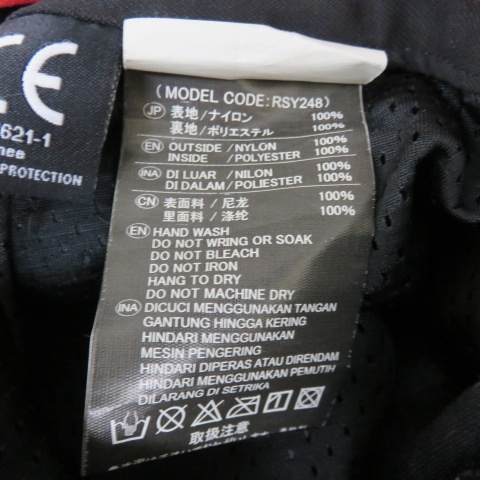 CE
621-1
PROTECTION
(MODEL CODE:RSY248)
JP 表地/ナイロン 100%
裏地/ポリエステル 100%
EN OUTSIDE/NYLON 100%
INSIDE /POLYESTER 100%
INA DI LUAR /NILON 100%
DI DALAM/POLIESTER 100%
CN 表面料/尼龙 100%
里面料/涤纶 100%
EN HAND WASH
DO NOT WRING OR SOAK
DO NOT BLEACH
DO NOT IRON
HANG TO DRY
DO NOT MACHINE DRY
INA DICUCI MENGGUNAKAN TANGAN
GANTUNG HINGGA KERING
HINDARI MENGGUNAKAN
MESIN PENGERING
HINDARI DIPERAS ATAU DIRENDAM
HINDARI MENGGUNAKAN PEMUTIH
DILARANG DI SETRIKA
取扱注意